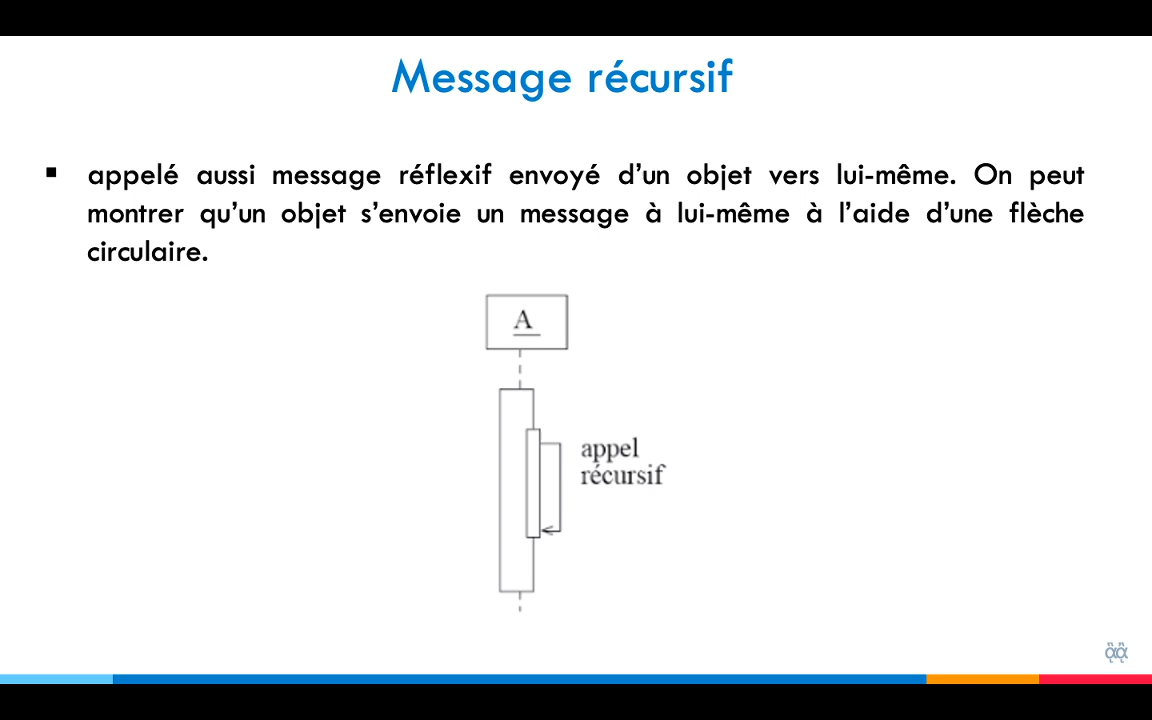 Message récursif
▪ appelé aussi message réflexif envoyé d’un objet vers lui-même. On peut
montrer qu’un objet s’envoie un message à lui-même à l’aide d’une flèche
circulaire.
A
appel
récursif